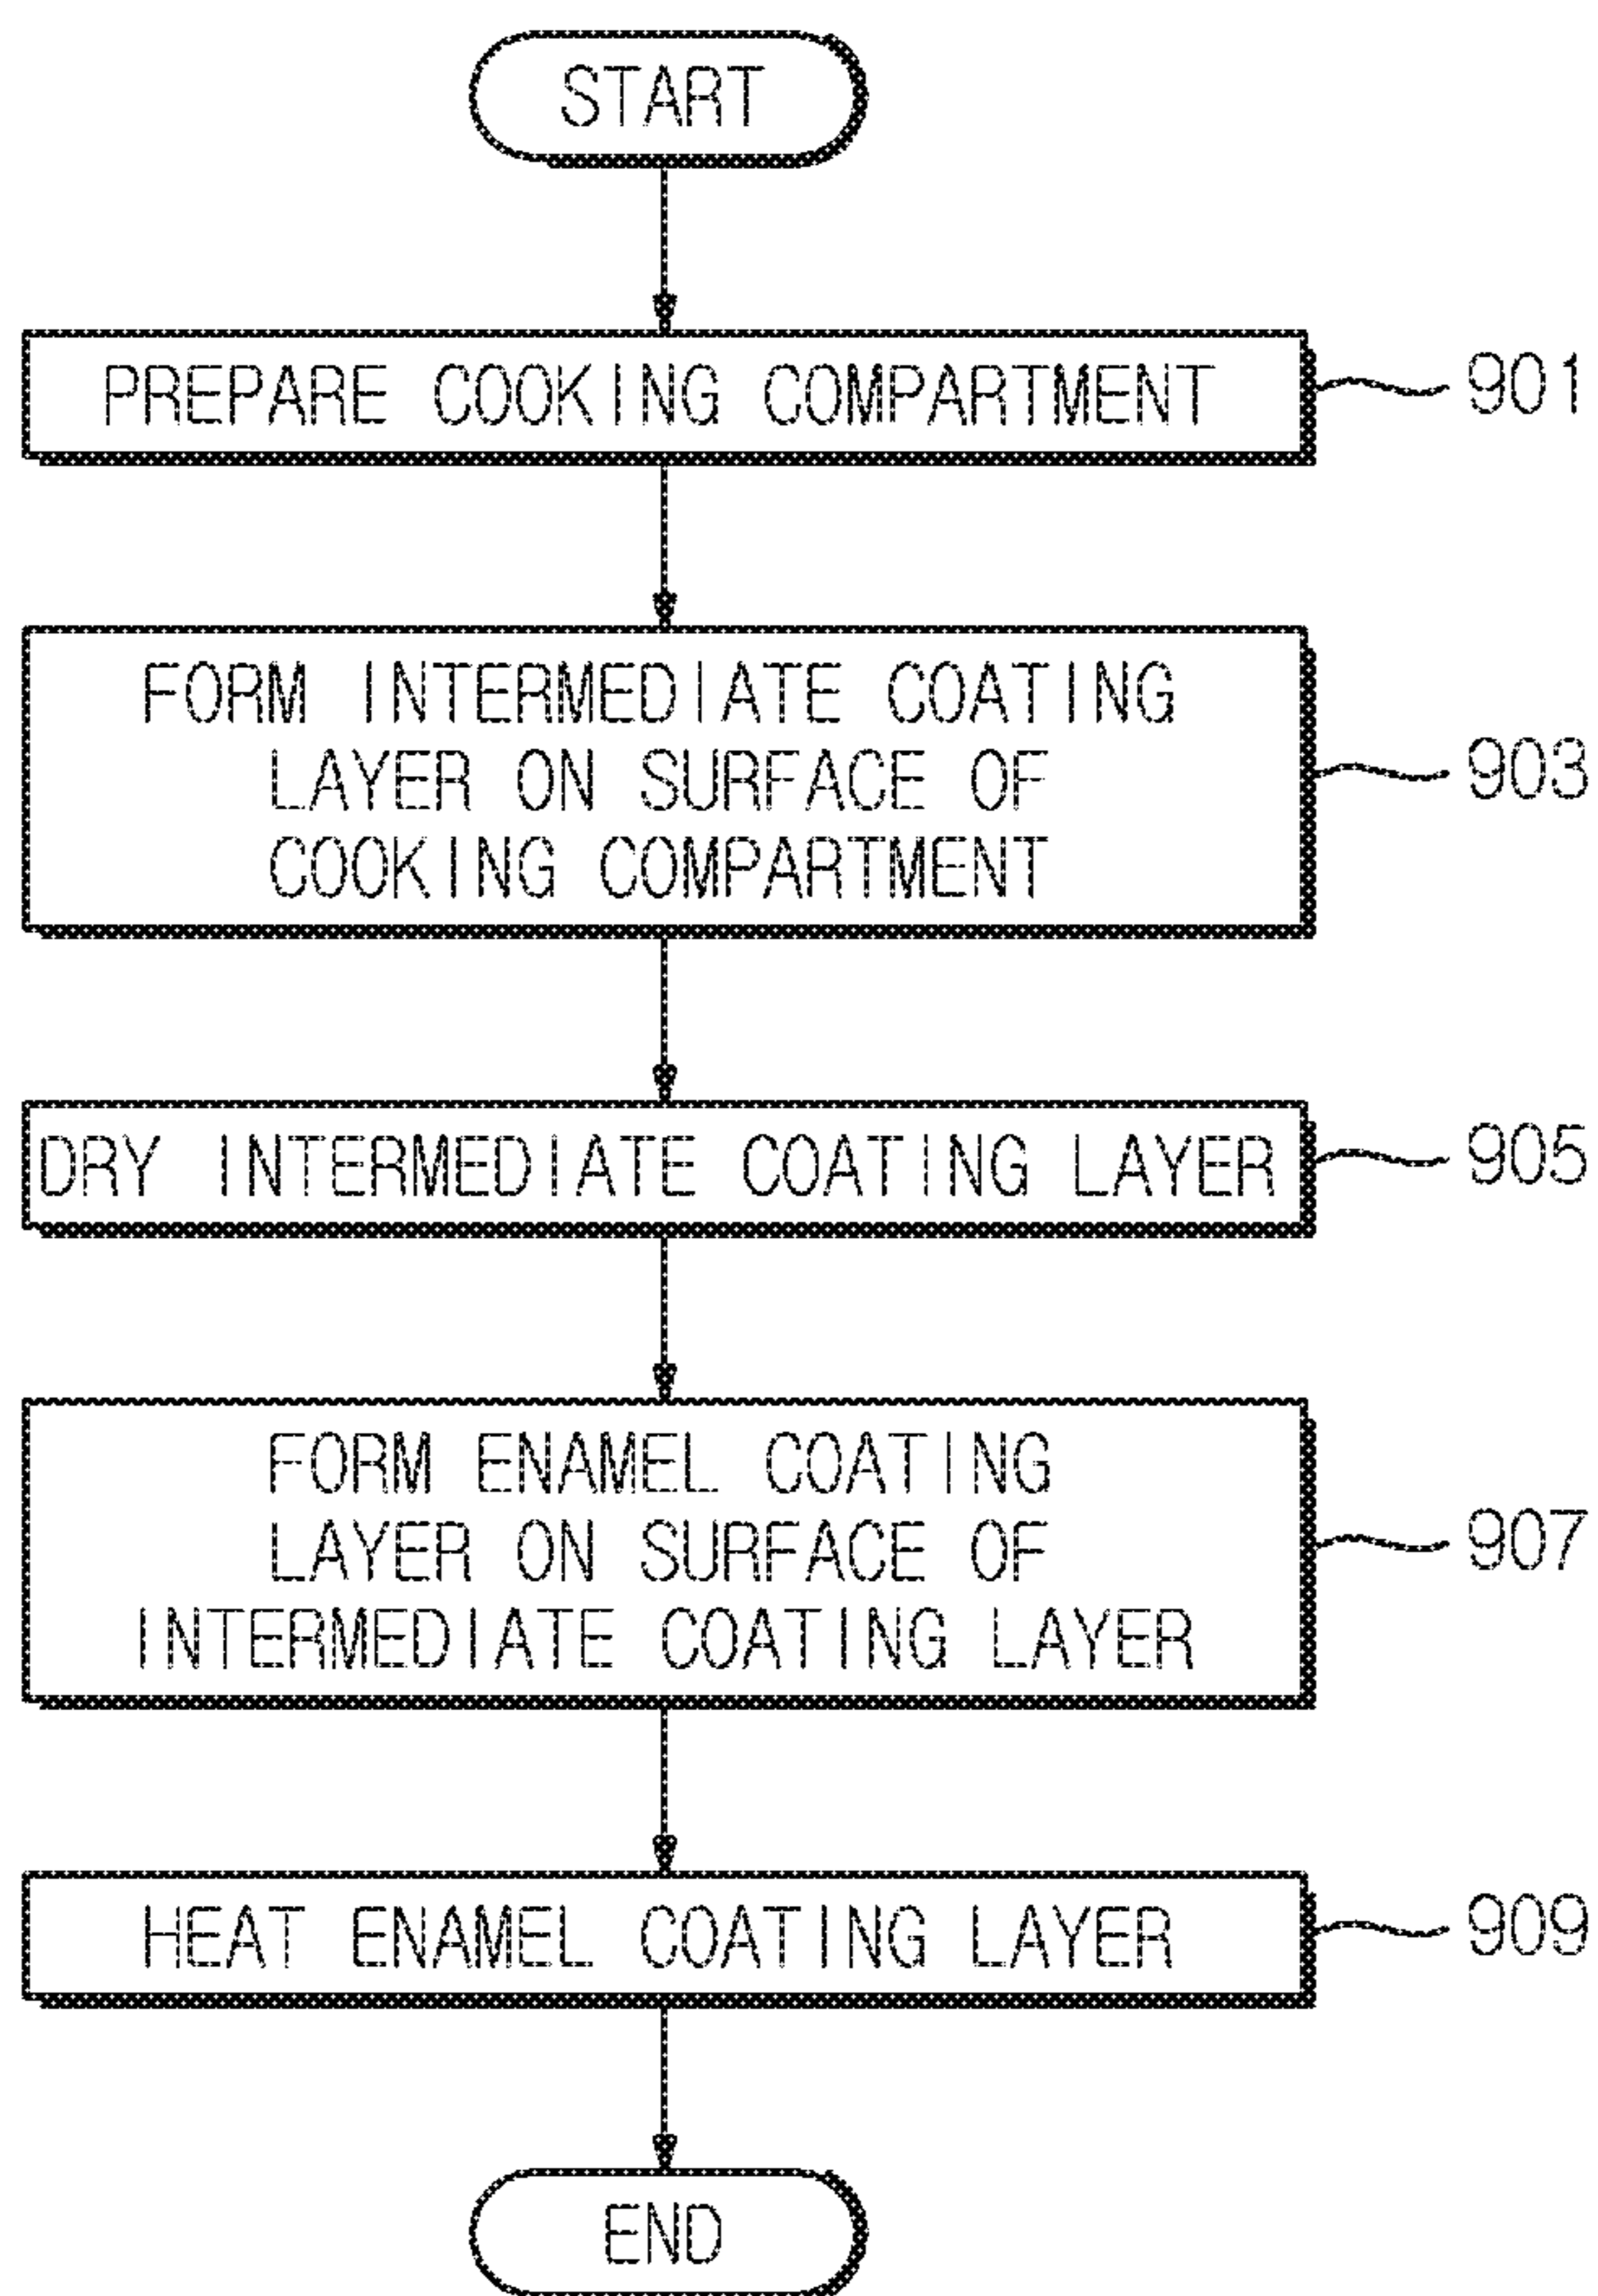 START
PREPARE COOKING COMPARTMENT
901
FORM INTERMEDIATE COATING
LAYER ON SURFACE OF
COOKING COMPARTMENT
903
DRY INTERMEDIATE COATING LAYER
905
FORM ENAMEL COATING
LAYER ON SURFACE OF
INTERMEDIATE COATING LAYER
907
HEAT ENAMEL COATING LAYER
909
END